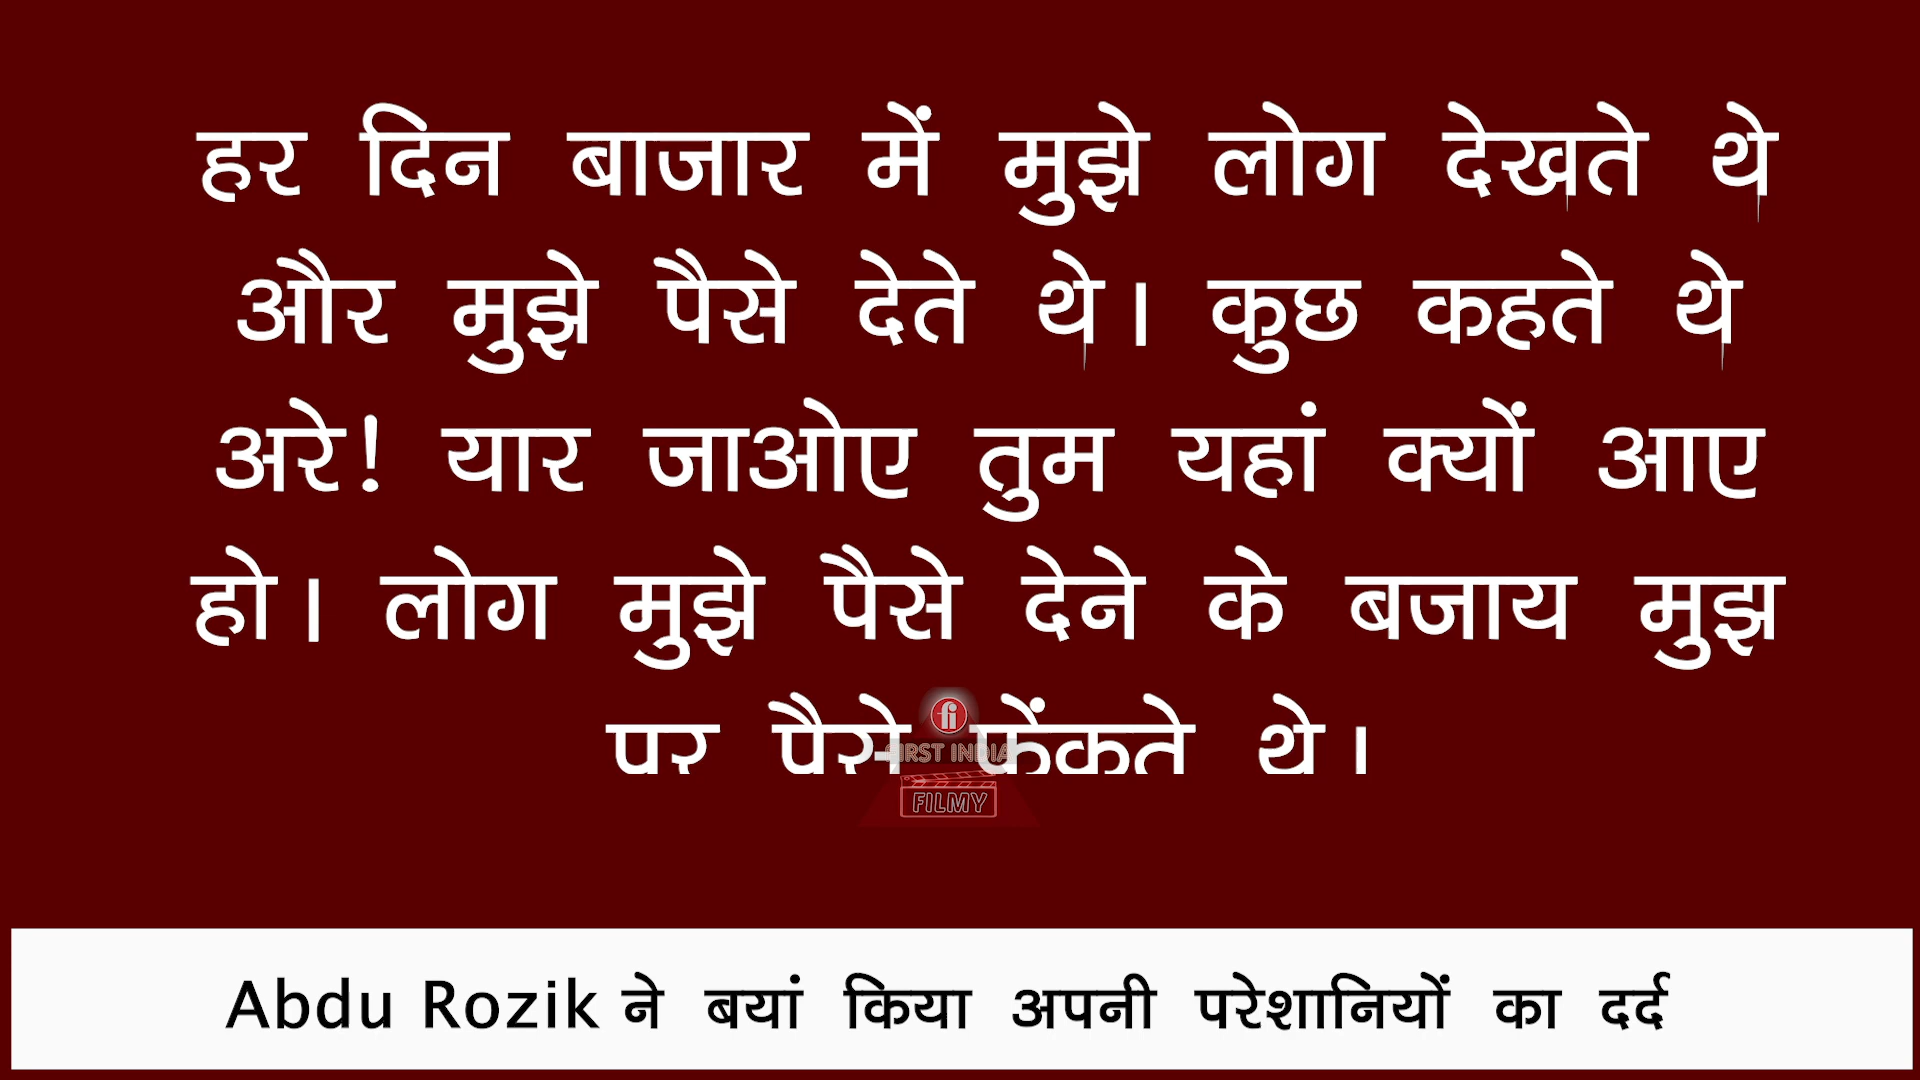 हर दिन बाजार में मुझे लोग देखते थे
और मुझे पैसे देते थे। कुछ कहते थे
अरे! यार जाओए तुम यहां क्यों आए
हो। लोग मुझे पैसे देने के बजाय मुझ
पर पैसे फेंकते थे।
fi
FIRST INDIA
FILMY
Abdu Rozik ने बयां किया अपनी परेशानियों का दर्द